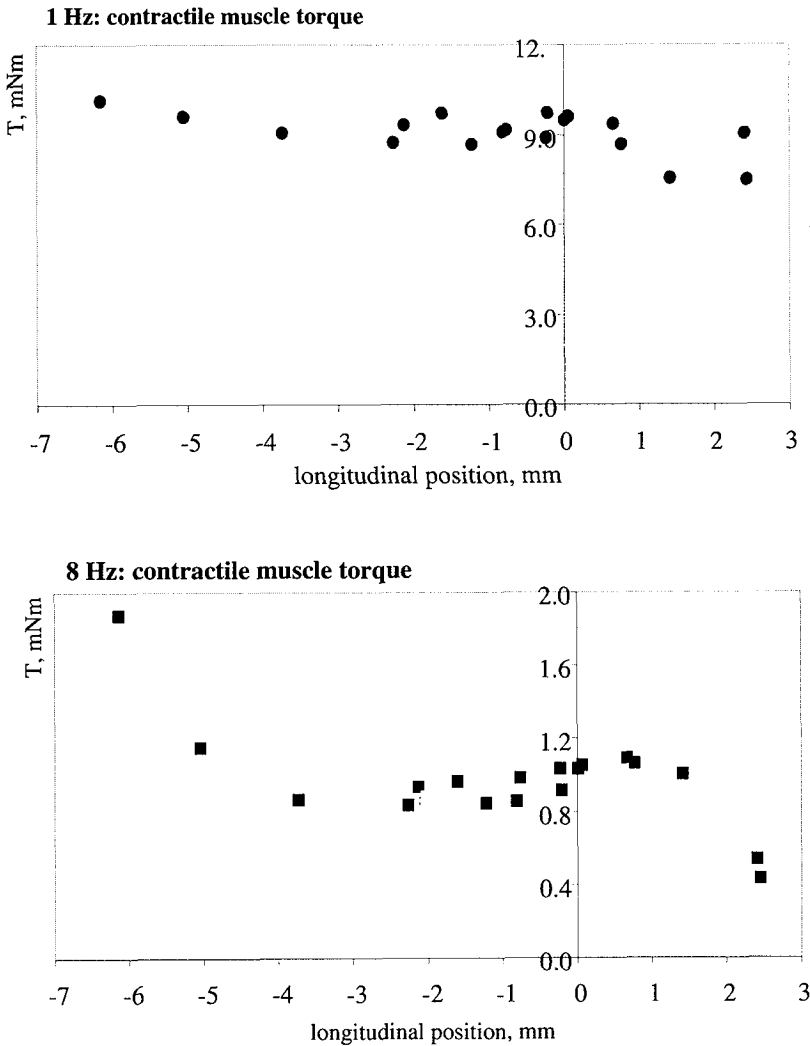 1 Hz: contractile muscle torque
T, mNm
12.
9.0
6.0
3.0
0.0
-7 -6 -5 -4 -3 -2 -1 0 1 2 3
longitudinal position, mm
8 Hz: contractile muscle torque
T, mNm
2.0
1.6
1.2
0.8
0.4
0.0
-7 -6 -5 -4 -3 -2 -1 0 1 2 3
longitudinal position, mm